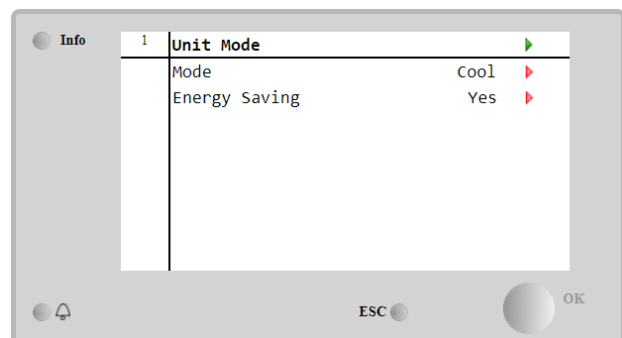 Info
1 Unit Mode
Mode Cool
Energy Saving Yes
ESC
OK